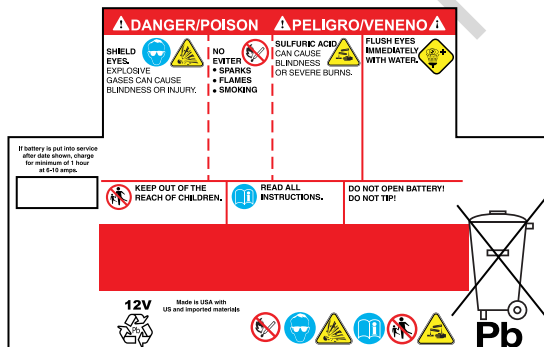 DANGER/POISON
PELIGRO/VENENO
SHIELD
EYES.
EXPLOSIVE
GASES CAN CAUSE
BLINDNESS OR INJURY.
NO
EVITER
• SPARKS
• FLAMES
• SMOKING
SULFURIC ACID
CAN CAUSE
BLINDNESS
OR SEVERE BURNS.
FLUSH EYES
IMMEDIATELY
WITH WATER.
If battery is put into service
after date shown, charge
for minimum of 1 hour
at 6-10 amps.
KEEP OUT OF THE
REACH OF CHILDREN.
READ ALL
INSTRUCTIONS.
DO NOT OPEN BATTERY!
DO NOT TIP!
12V
Pb
Made is USA with
US and imported materials
Pb